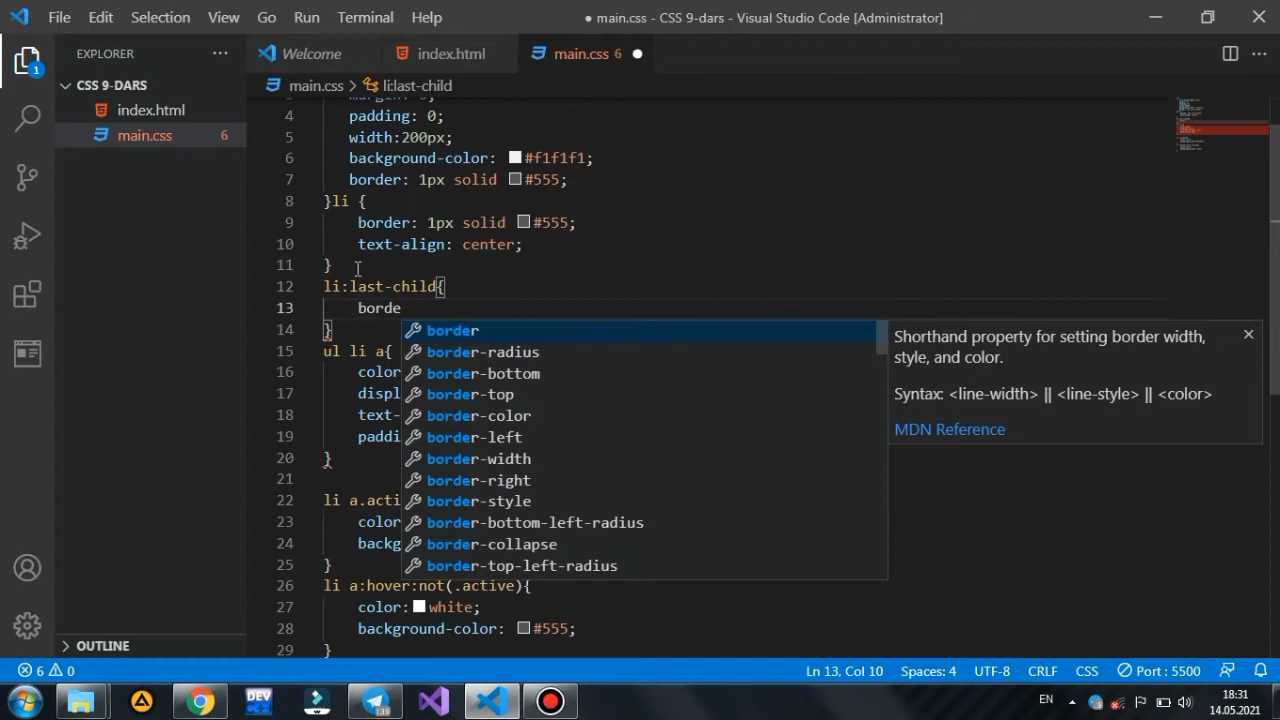 File Edit Selection View Go Run Terminal Help
● main.css - CSS 9-dars - Visual Studio Code [Administrator]
EXPLORER ···
Welcome index.html main.css 6 ●
CSS 9-DARS
index.html
main.css 6
main.css > li:last-child
4 padding: 0;
5 width:200px;
6 background-color: #f1f1f1;
7 border: 1px solid #555;
8 }li {
9 border: 1px solid #555;
10 text-align: center;
11 }
12 li:last-child{
13 borde
14 }
15 ul li a{
16 color
17 displ
18 text-
19 paddi
20 }
21
22 li a.acti
23 color
24 backg
25 }
26 li a:hover:not(.active){
27 color: white;
28 background-color: #555;
29 }
border
border-radius
border-bottom
border-top
border-color
border-left
border-width
border-right
border-style
border-bottom-left-radius
border-collapse
border-top-left-radius
Shorthand property for setting border width,
style, and color.
Syntax: <line-width> || <line-style> || <color>
MDN Reference
1
OUTLINE
6 0 Ln 13, Col 10 Spaces: 4 UTF-8 CRLF CSS Port : 5500
DEV
139
EN
18:31
14.05.2021